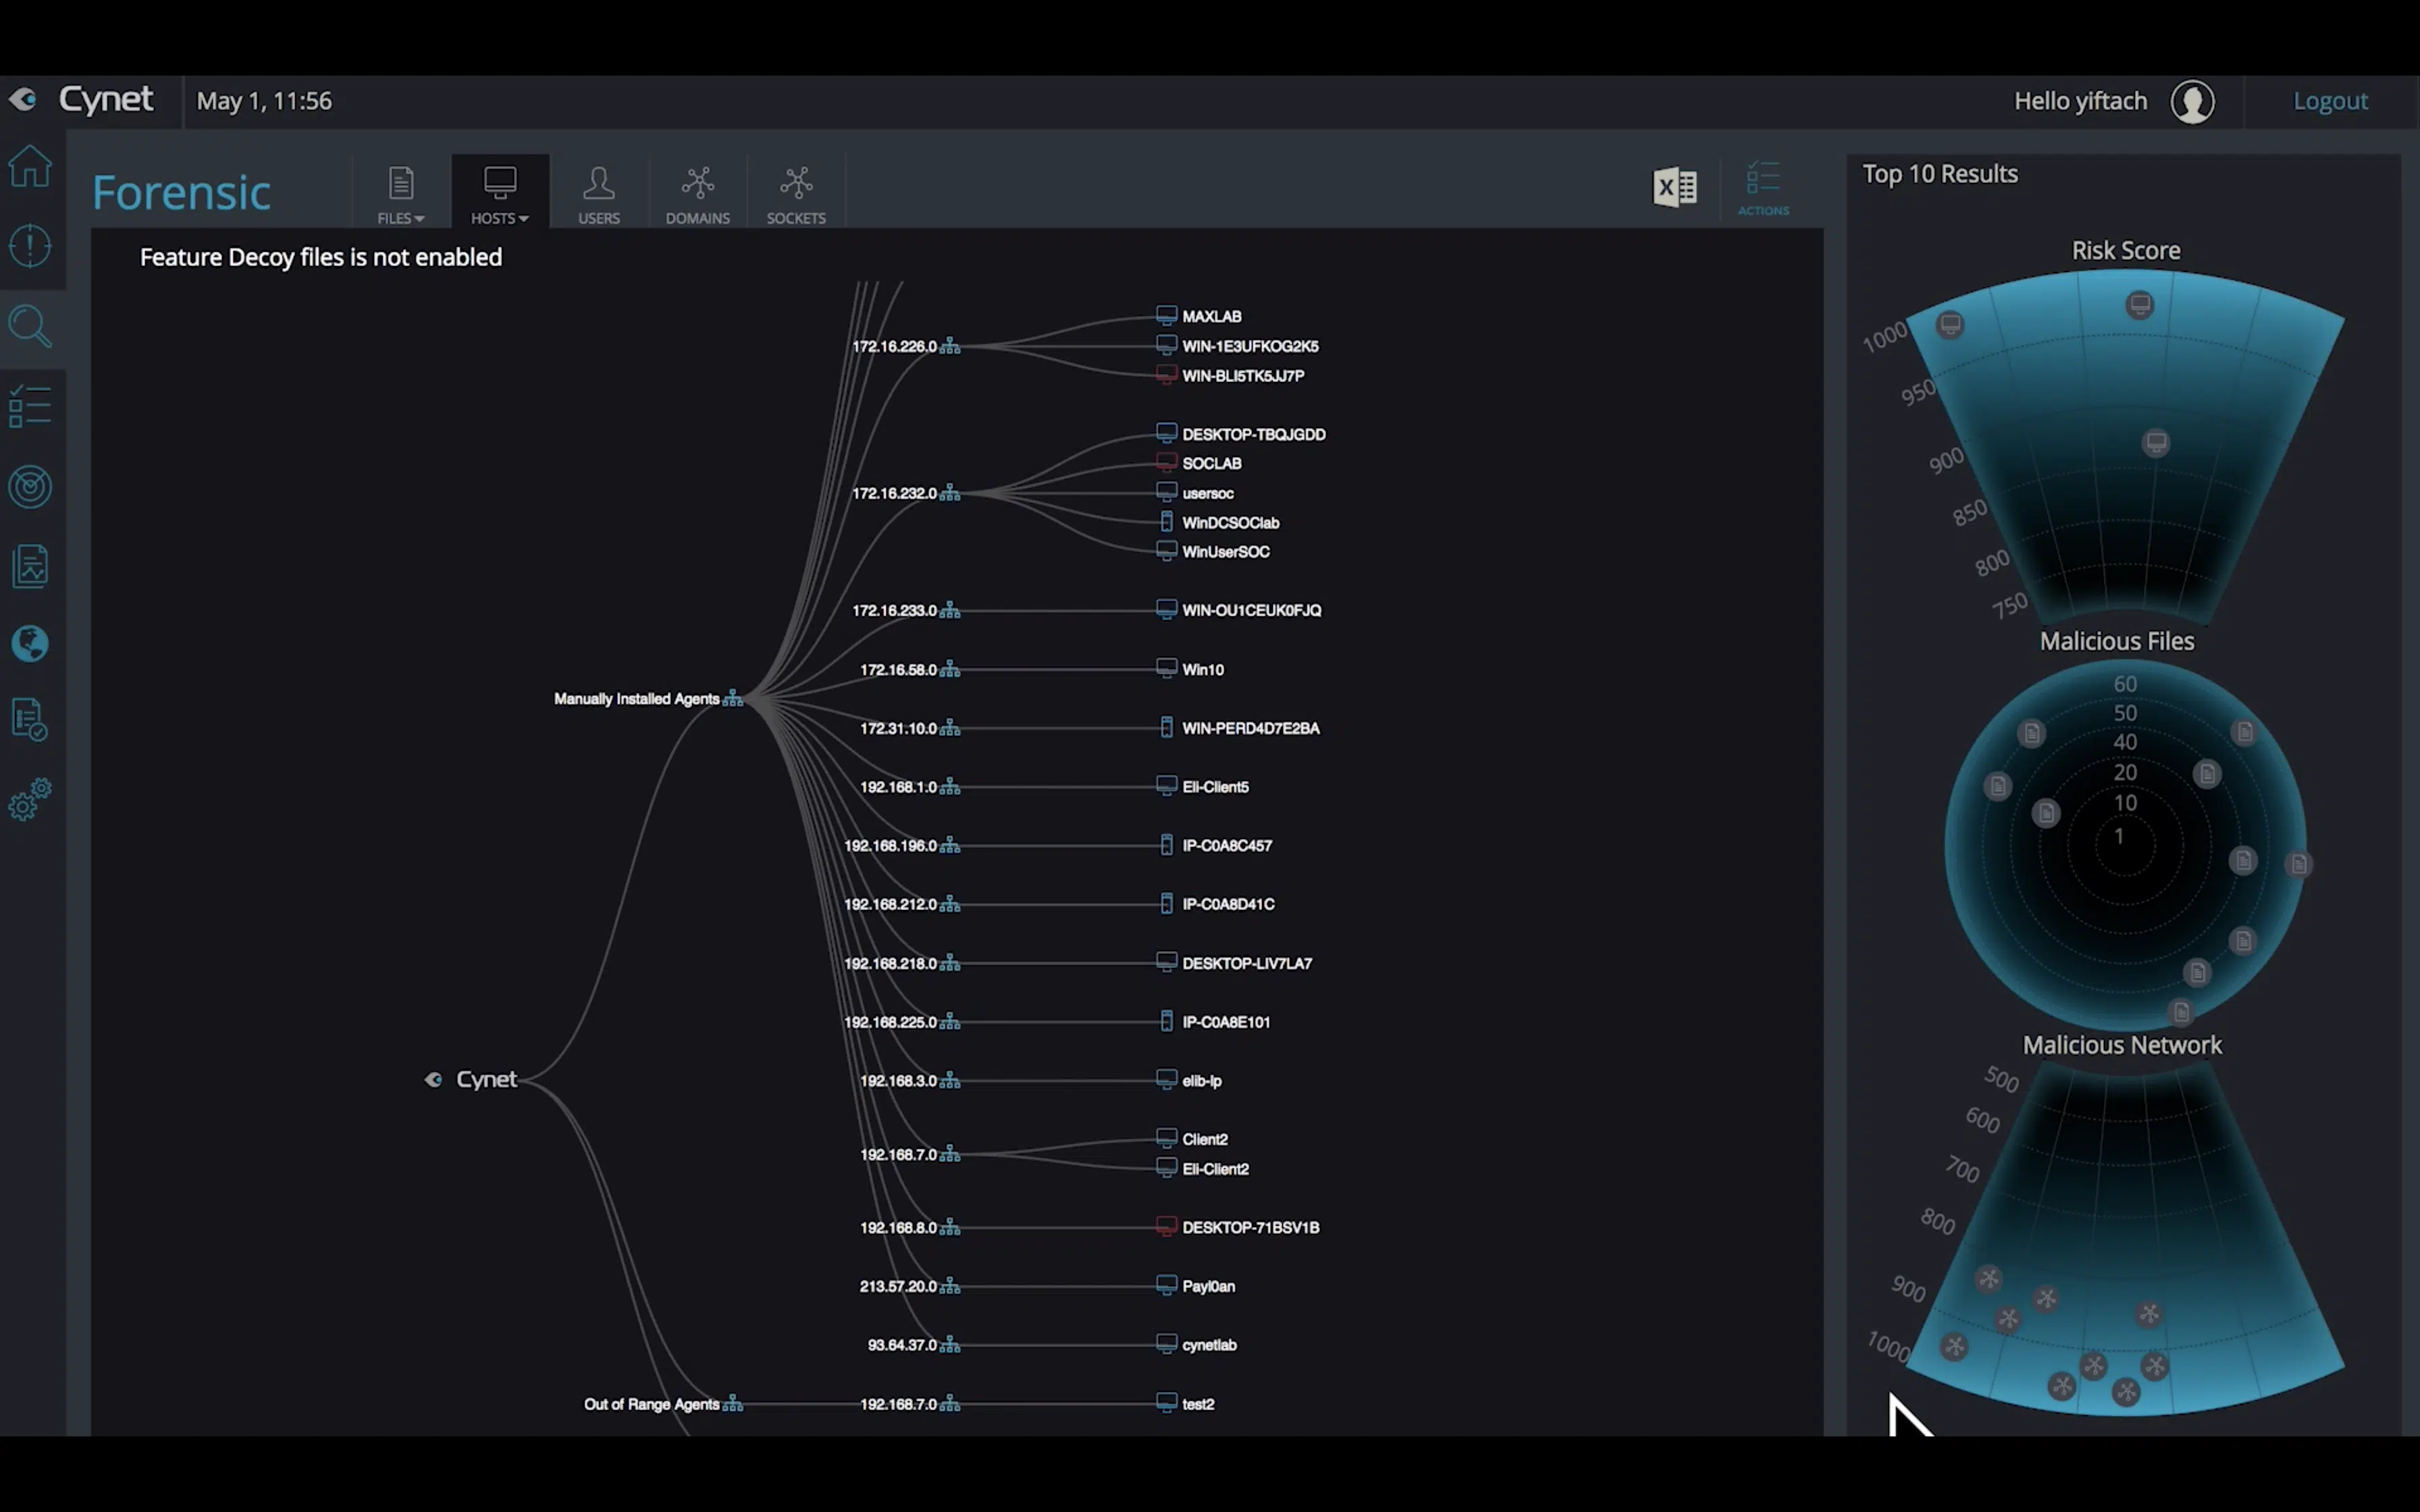 Cynet
May 1, 11:56
Hello yiftach
Logout
Forensic
FILES
HOSTS
USERS
DOMAINS
SOCKETS
X
ACTIONS
Feature Decoy files is not enabled
172.16.226.0
MAXLAB
WIN-1E3UFKOG2K5
WIN-BLI5TK5JJ7P
172.16.232.0
DESKTOP-TBQJGDD
SOCLAB
usersoc
WinDCSOClab
WinUserSOC
172.16.233.0
WIN-OU1CEUK0FJQ
172.16.58.0
Win10
Manually Installed Agents
172.31.10.0
WIN-PERD4D7E2BA
192.168.1.0
Eli-Client5
192.168.196.0
IP-C0A8C457
192.168.212.0
IP-C0A8D41C
192.168.218.0
DESKTOP-LIV7LA7
192.168.225.0
IP-C0A8E101
Cynet
192.168.3.0
elib-lp
192.168.7.0
Client2
Eli-Client2
192.168.8.0
DESKTOP-71BSV1B
213.57.20.0
Payl0an
93.64.37.0
cynetlab
Out of Range Agents
192.168.7.0
test2
Top 10 Results
Risk Score
1000
950
900
850
800
750
Malicious Files
60
50
40
20
10
1
Malicious Network
500
600
700
800
900
1000